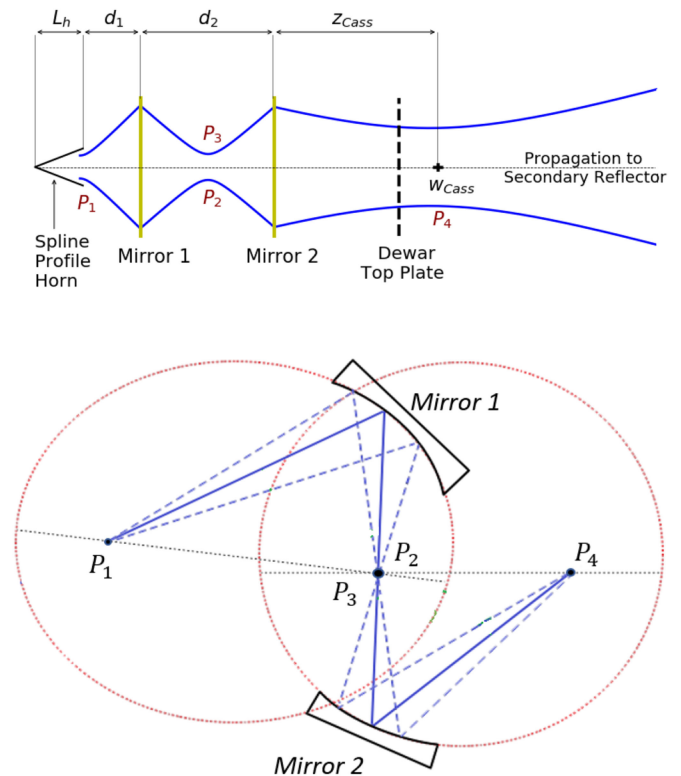 L_h d_1 d_2 z_Cass
P_3
P_1 P_2
w_Cass
Propagation to
Secondary Reflector
P_4
Spline
Profile
Horn
Mirror 1 Mirror 2
Dewar
Top Plate
Mirror 1
P_1
P_2
P_3
P_4
Mirror 2